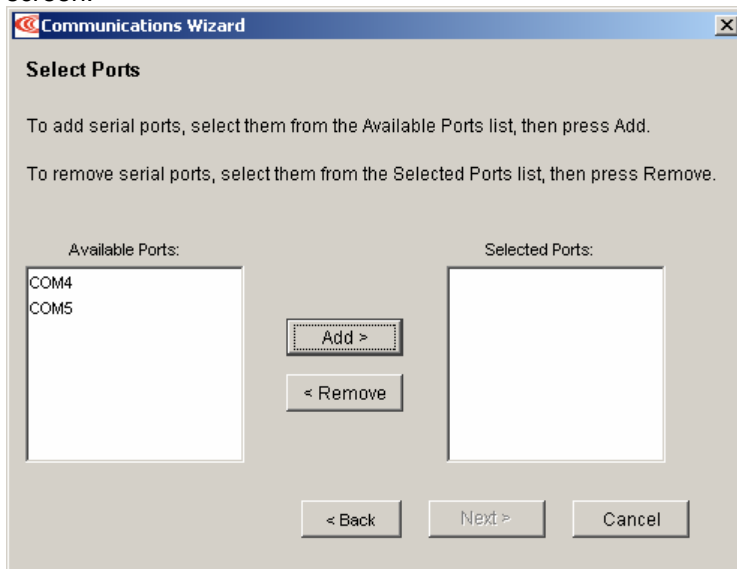 screen.
Communications Wizard
Select Ports
To add serial ports, select them from the Available Ports list, then press Add.
To remove serial ports, select them from the Selected Ports list, then press Remove.
Available Ports:
Selected Ports:
COM4
COM5
Add >
< Remove
< Back
Next >
Cancel